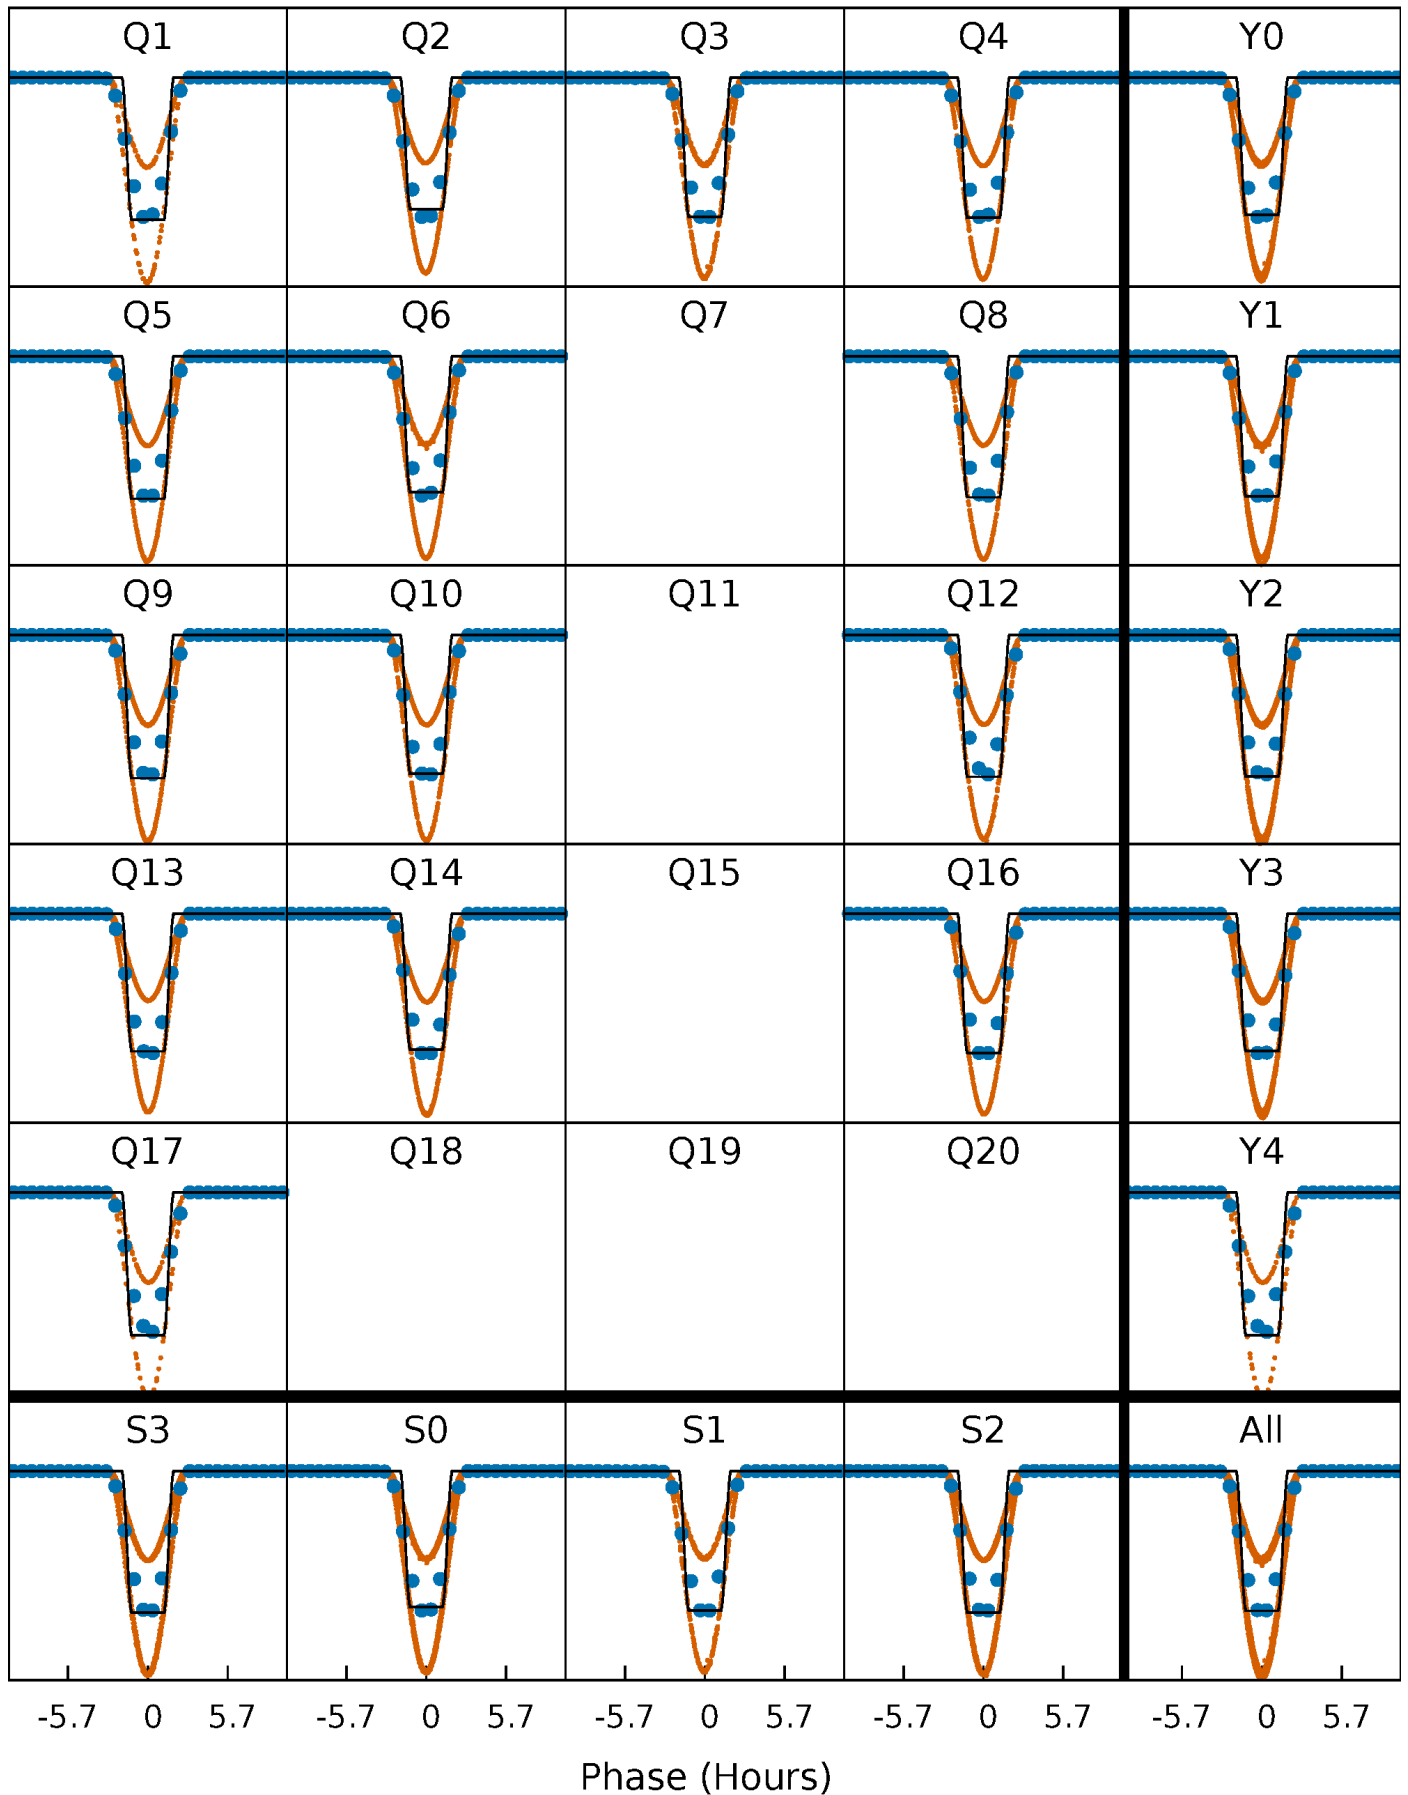 Q1 Q2 Q3 Q4 Y0
Q5 Q6 Q7 Q8 Y1
Q9 Q10 Q11 Q12 Y2
Q13 Q14 Q15 Q16 Y3
Q17 Q18 Q19 Q20 Y4
S3 S0 S1 S2 All
-5.7 0 5.7 -5.7 0 5.7 -5.7 0 5.7 -5.7 0 5.7 -5.7 0 5.7
Phase (Hours)